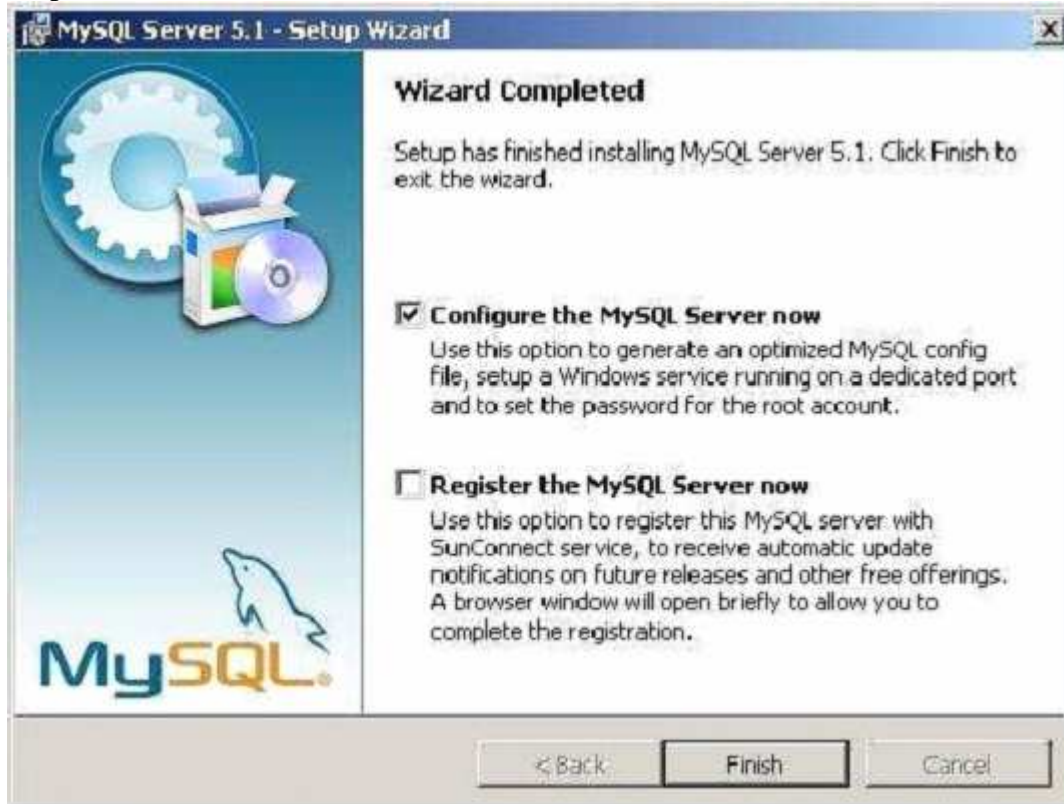 MySQL Server 5.1 - Setup Wizard
Wizard Completed
Setup has finished installing MySQL Server 5.1. Click Finish to
exit the wizard.
Configure the MySQL Server now
Use this option to generate an optimized MySQL config
file, setup a Windows service running on a dedicated port
and to set the password for the root account.
Register the MySQL Server now
Use this option to register this MySQL server with
SunConnect service, to receive automatic update
notifications on future releases and other free offerings.
A browser window will open briefly to allow you to
complete the registration.
MySQL.
< Back
Finish
Cancel